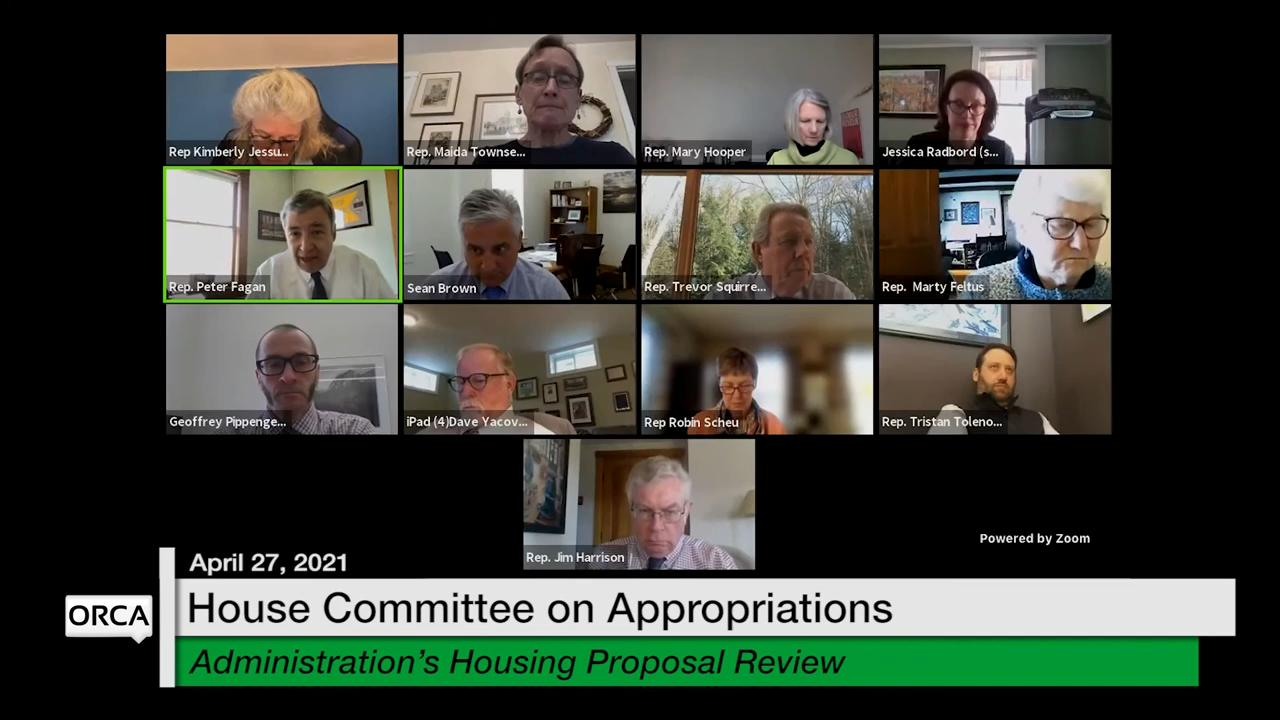 Rep Kimberly Jessu...
Rep. Maida Townse...
Rep. Mary Hooper
Jessica Radbord (s...
Rep. Peter Fagan
Sean Brown
Rep. Trevor Squirre...
Rep. Marty Feltus
Geoffrey Pippenge...
iPad (4)Dave Yacov...
Rep Robin Scheu
Rep. Tristan Toleno...
Rep. Jim Harrison
Powered by Zoom
April 27, 2021
ORCA
House Committee on Appropriations
Administration's Housing Proposal Review